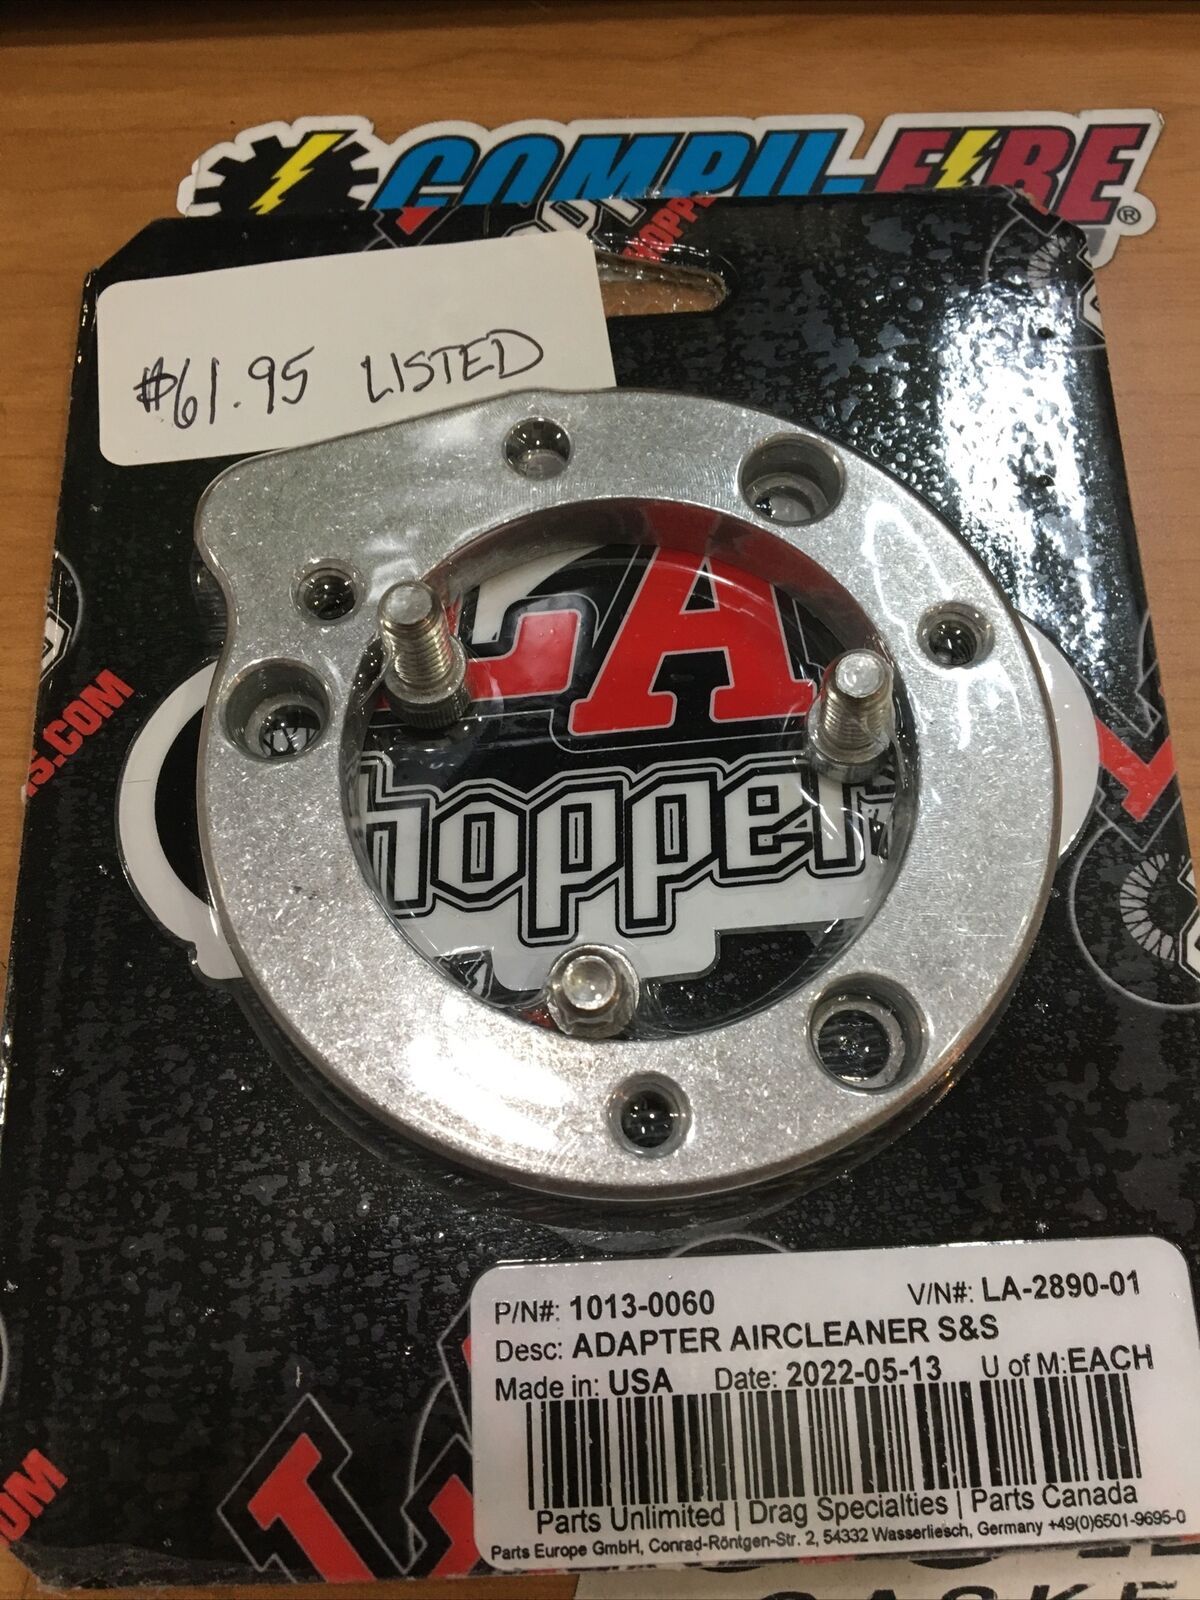 COMPU-FIRE®
$61.95 LISTED
LA
Choppers
P/N#: 1013-0060 V/N#: LA-2890-01
Desc: ADAPTER AIRCLEANER S&S
Made in: USA Date: 2022-05-13 U of M:EACH
Parts Unlimited | Drag Specialties | Parts Canada
Parts Europe GmbH, Conrad-Röntgen-Str. 2, 54332 Wasserliesch, Germany +49(0)6501-9695-0